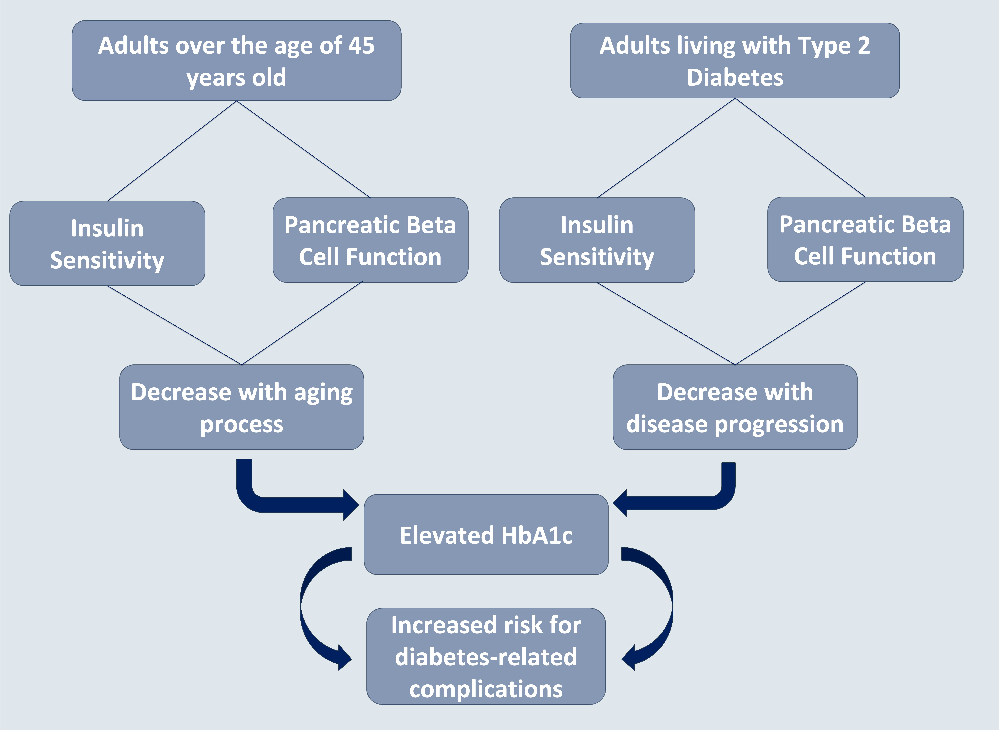 Adults over the age of 45
years old
Adults living with Type 2
Diabetes
Insulin
Sensitivity
Pancreatic Beta
Cell Function
Insulin
Sensitivity
Pancreatic Beta
Cell Function
Decrease with aging
process
Decrease with
disease progression
Elevated HbA1c
Increased risk for
diabetes-related
complications